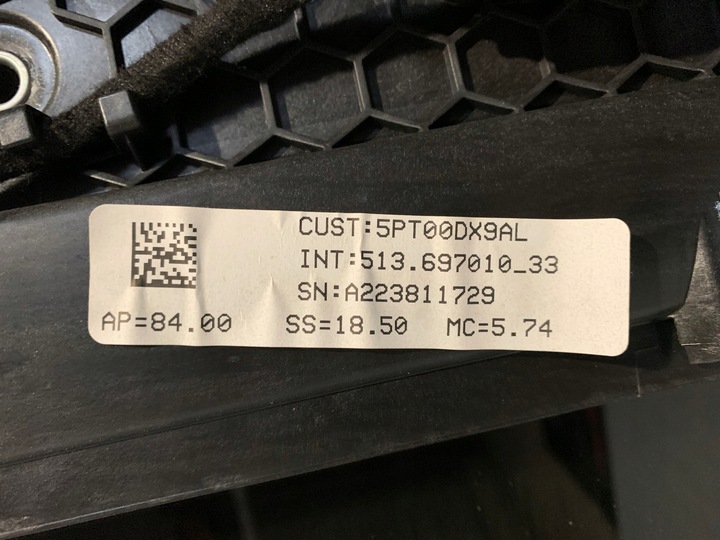 CUST:5PT00DX9AL
INT:513.697010_33
SN:A223811729
AP=84.00 SS=18.50 MC=5.74